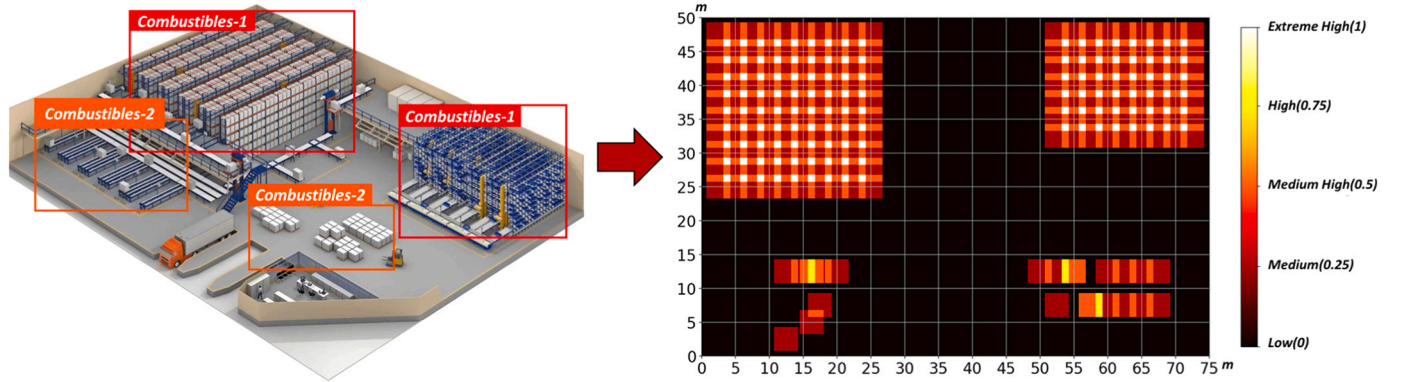 Combustibles-1
Combustibles-2
Combustibles-1
Combustibles-2
m
50
45
40
35
30
25
20
15
10
5
0
0 5 10 15 20 25 30 35 40 45 50 55 60 65 70 75 m
Extreme High(1)
High(0.75)
Medium High(0.5)
Medium(0.25)
Low(0)